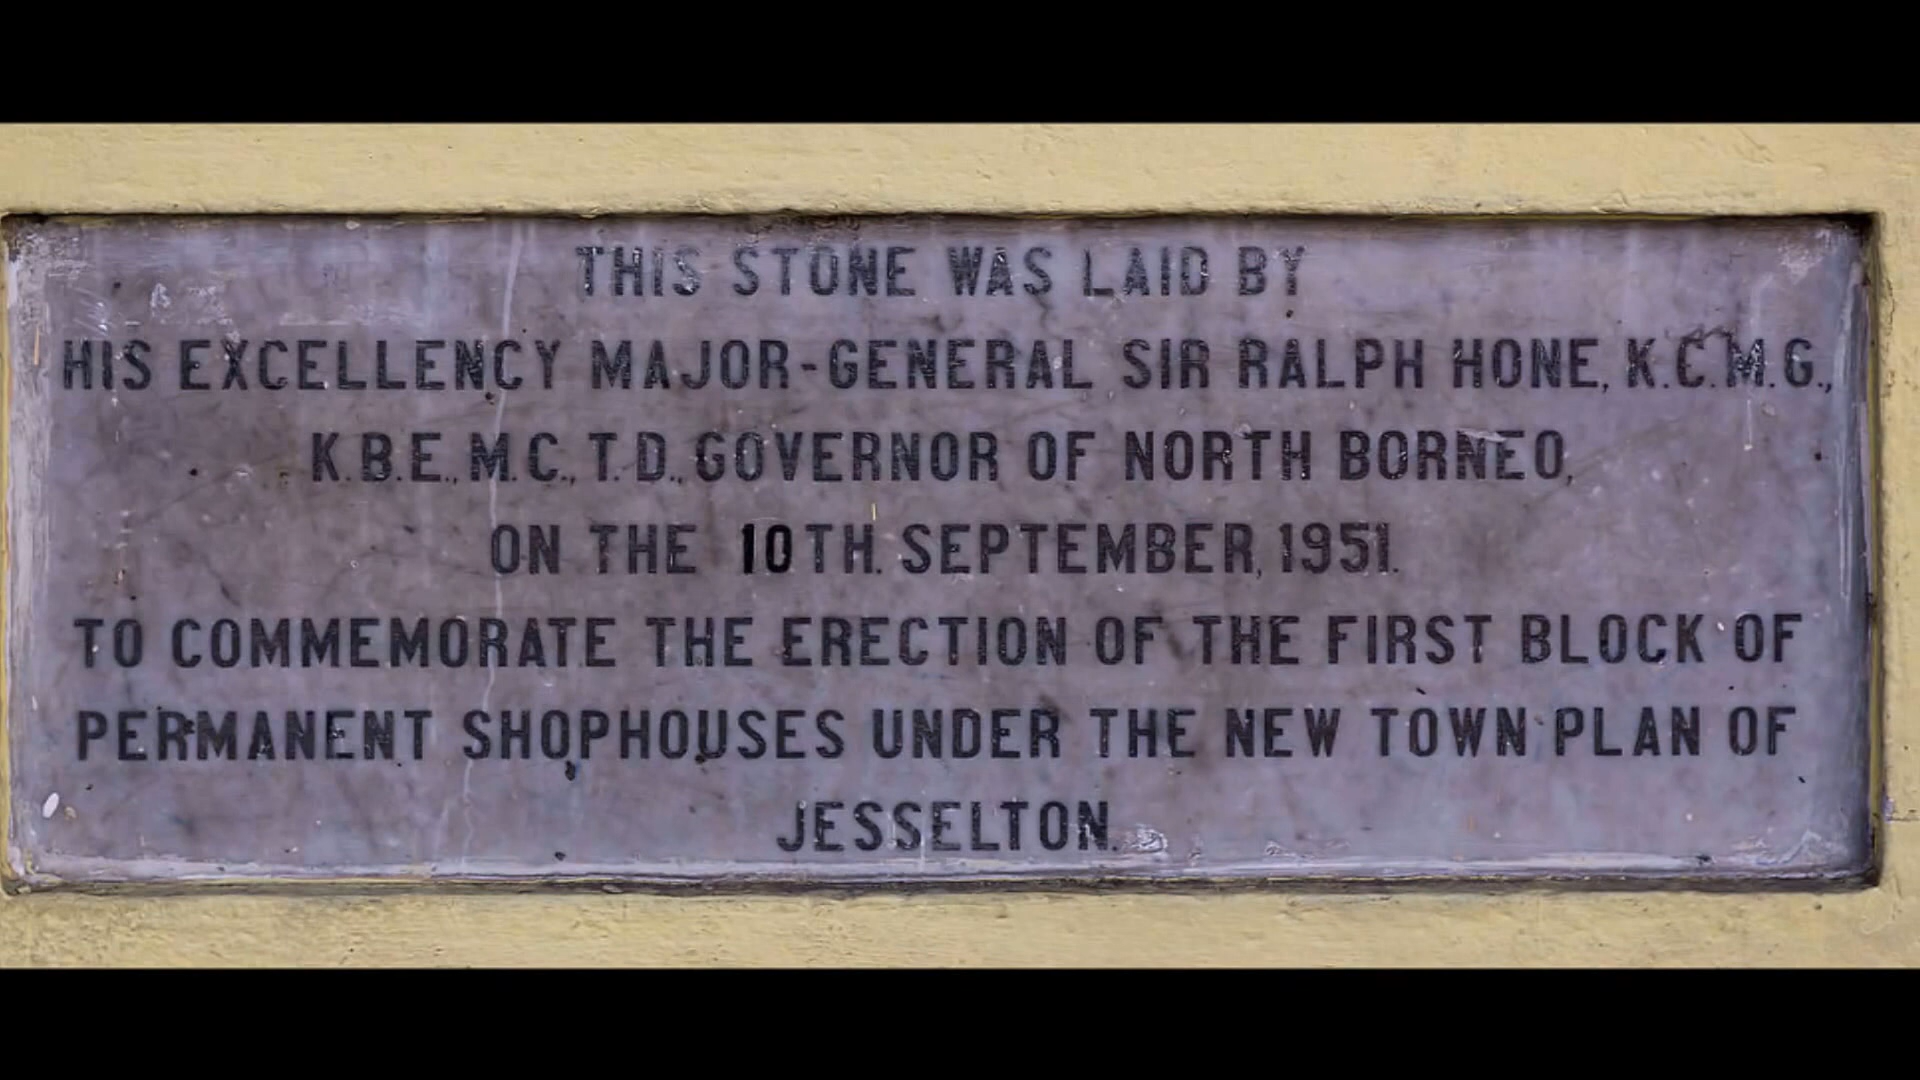 THIS STONE WAS LAID BY
HIS EXCELLENCY MAJOR-GENERAL SIR RALPH HONE, K.C.M.G.,
K.B.E., M.C., T.D., GOVERNOR OF NORTH BORNEO,
ON THE 10TH. SEPTEMBER, 1951.
TO COMMEMORATE THE ERECTION OF THE FIRST BLOCK OF
PERMANENT SHOPHOUSES UNDER THE NEW TOWN PLAN OF
JESSELTON.